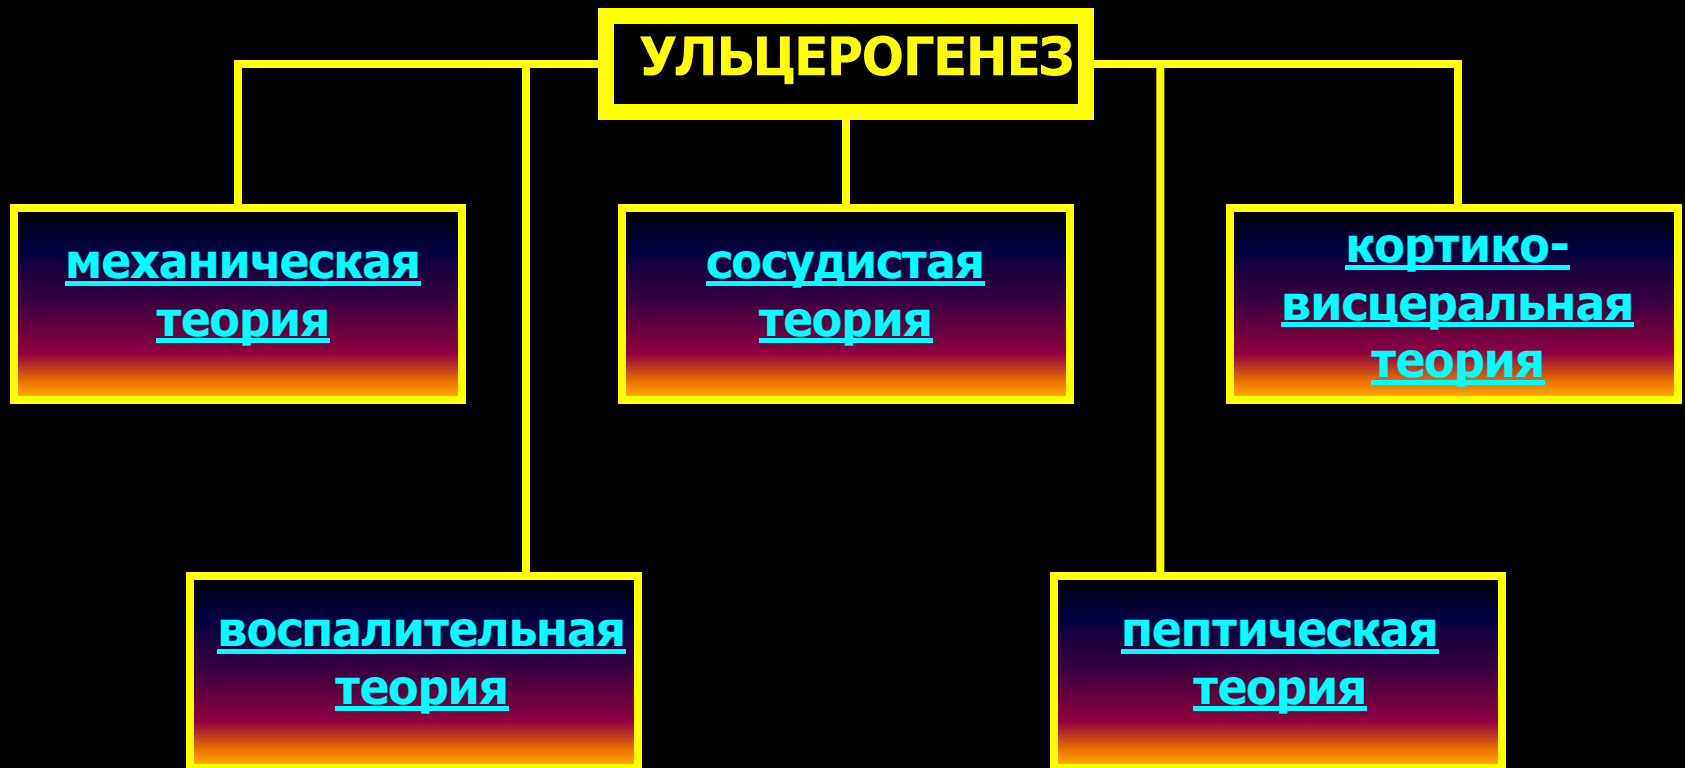 УЛЬЦЕРОГЕНЕЗ
механическая
теория
сосудистая
теория
кортико-
висцеральная
теория
воспалительная
теория
пептическая
теория